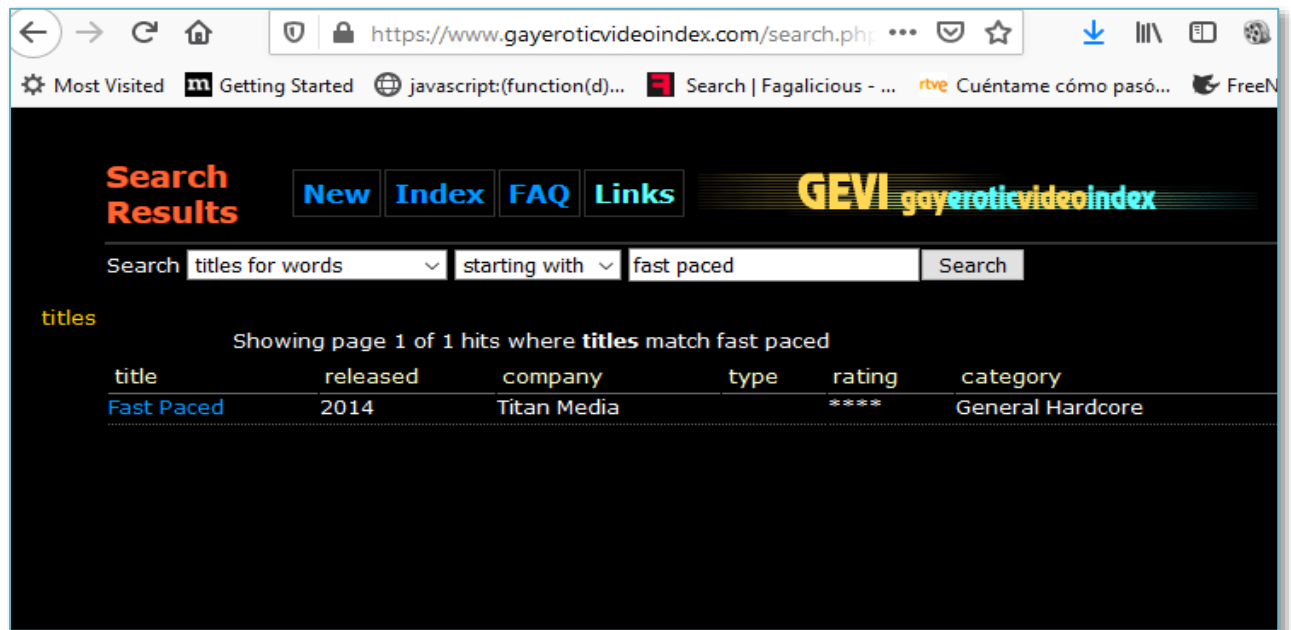 https://www.gayeroticvideoindex.com/search.php
Most Visited Getting Started javascript:(function(d)... Search | Fagalicious - ... rtve Cuéntame cómo pasó... FreeN
Search Results New Index FAQ Links GEVI gayeroticvideoindex
Search titles for words starting with fast paced Search
titles
Showing page 1 of 1 hits where titles match fast paced
title released company type rating category
Fast Paced 2014 Titan Media **** General Hardcore